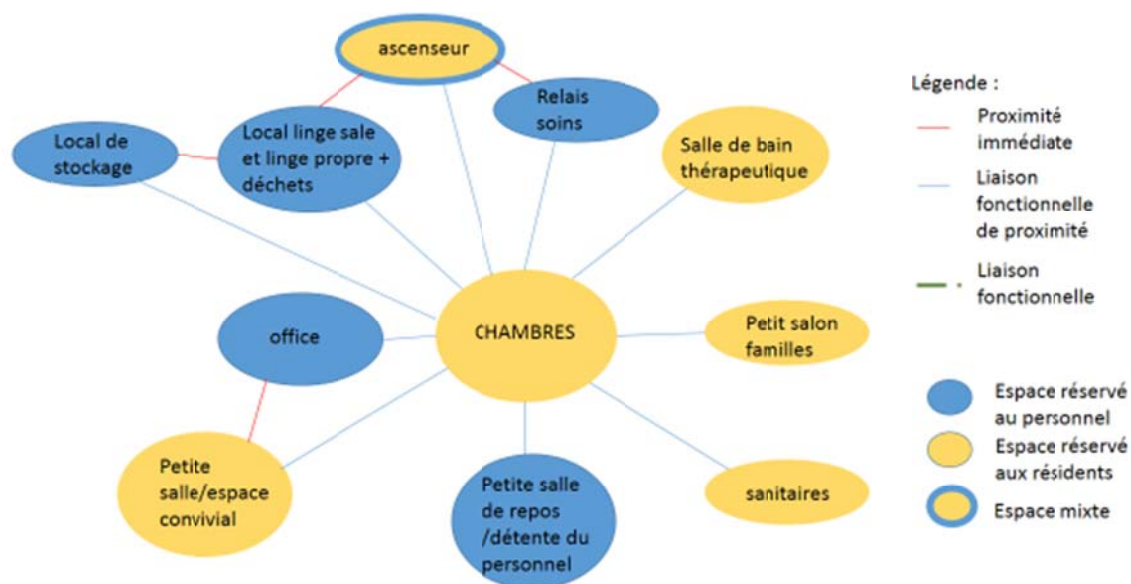 ascenseur
Relais
soins
Local de
stockage
Local linge sale
et linge propre +
déchets
Salle de bain
thérapeutique
office
CHAMBRES
Petit salon
familles
Petite
salle/espace
convivial
Petite salle
de repos
/détente du
personnel
sanitaires
Légende :
Proximité
immédiate
Liaison
fonctionnelle
de proximité
Liaison
fonctionnelle
Espace réservé
au personnel
Espace réservé
aux résidents
Espace mixte